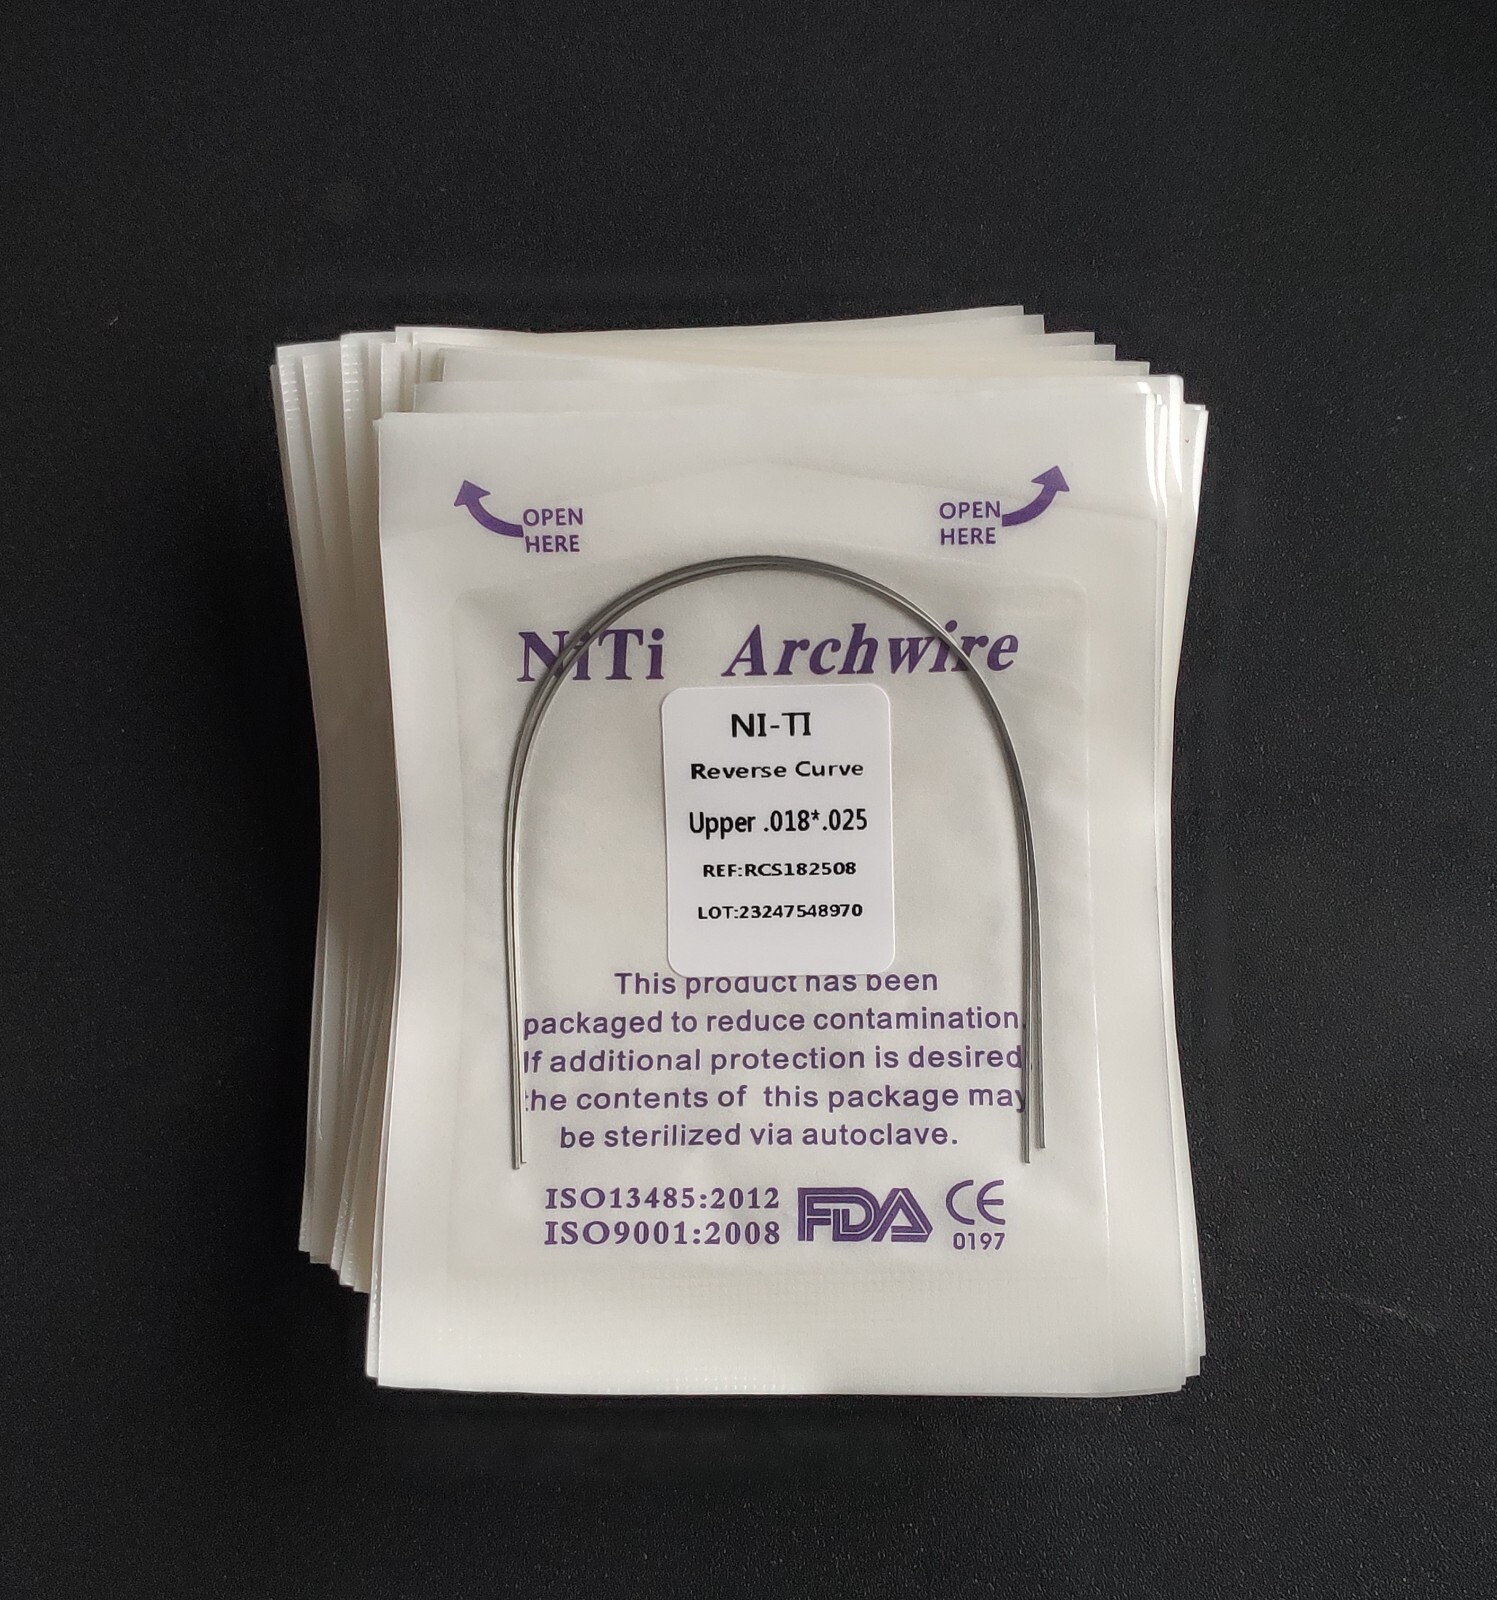 OPEN
HERE
OPEN
HERE
NiTi Archwire
NI-TI
Reverse Curve
Upper .018*.025
REF:RCS182508
LOT:23247548970
This product has been
packaged to reduce contamination.
If additional protection is desired
the contents of this package may
be sterilized via autoclave.
ISO13485:2012
ISO9001:2008
FDA
CE
0197